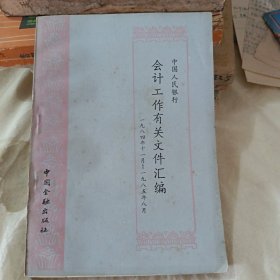 中国人民银行
会计工作有关文件汇编
一九八四年十一月至一九八五年八月
中国金融出版社